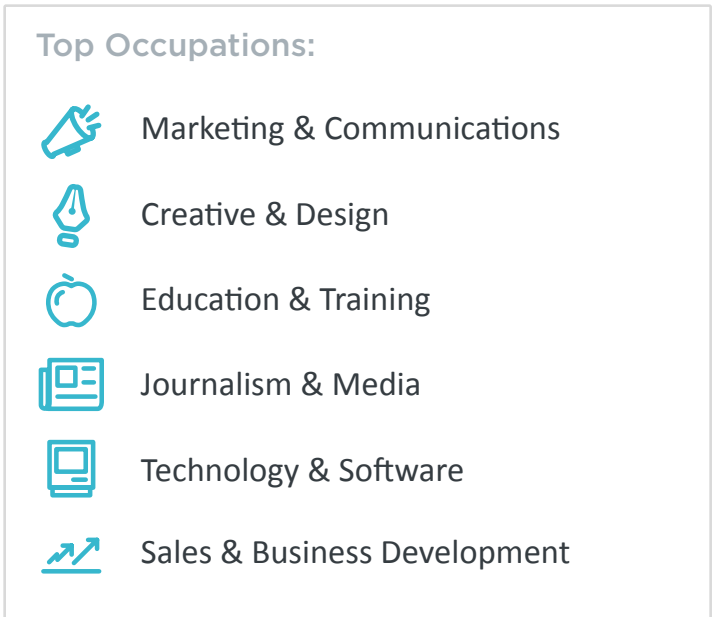 Top Occupations:
Marketing & Communications
Creative & Design
Education & Training
Journalism & Media
Technology & Software
Sales & Business Development